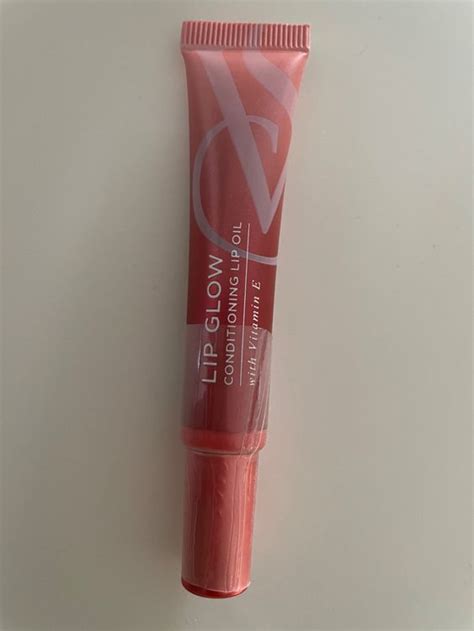 LIP GLOW
CONDITIONING LIP OIL
with Vitamin E